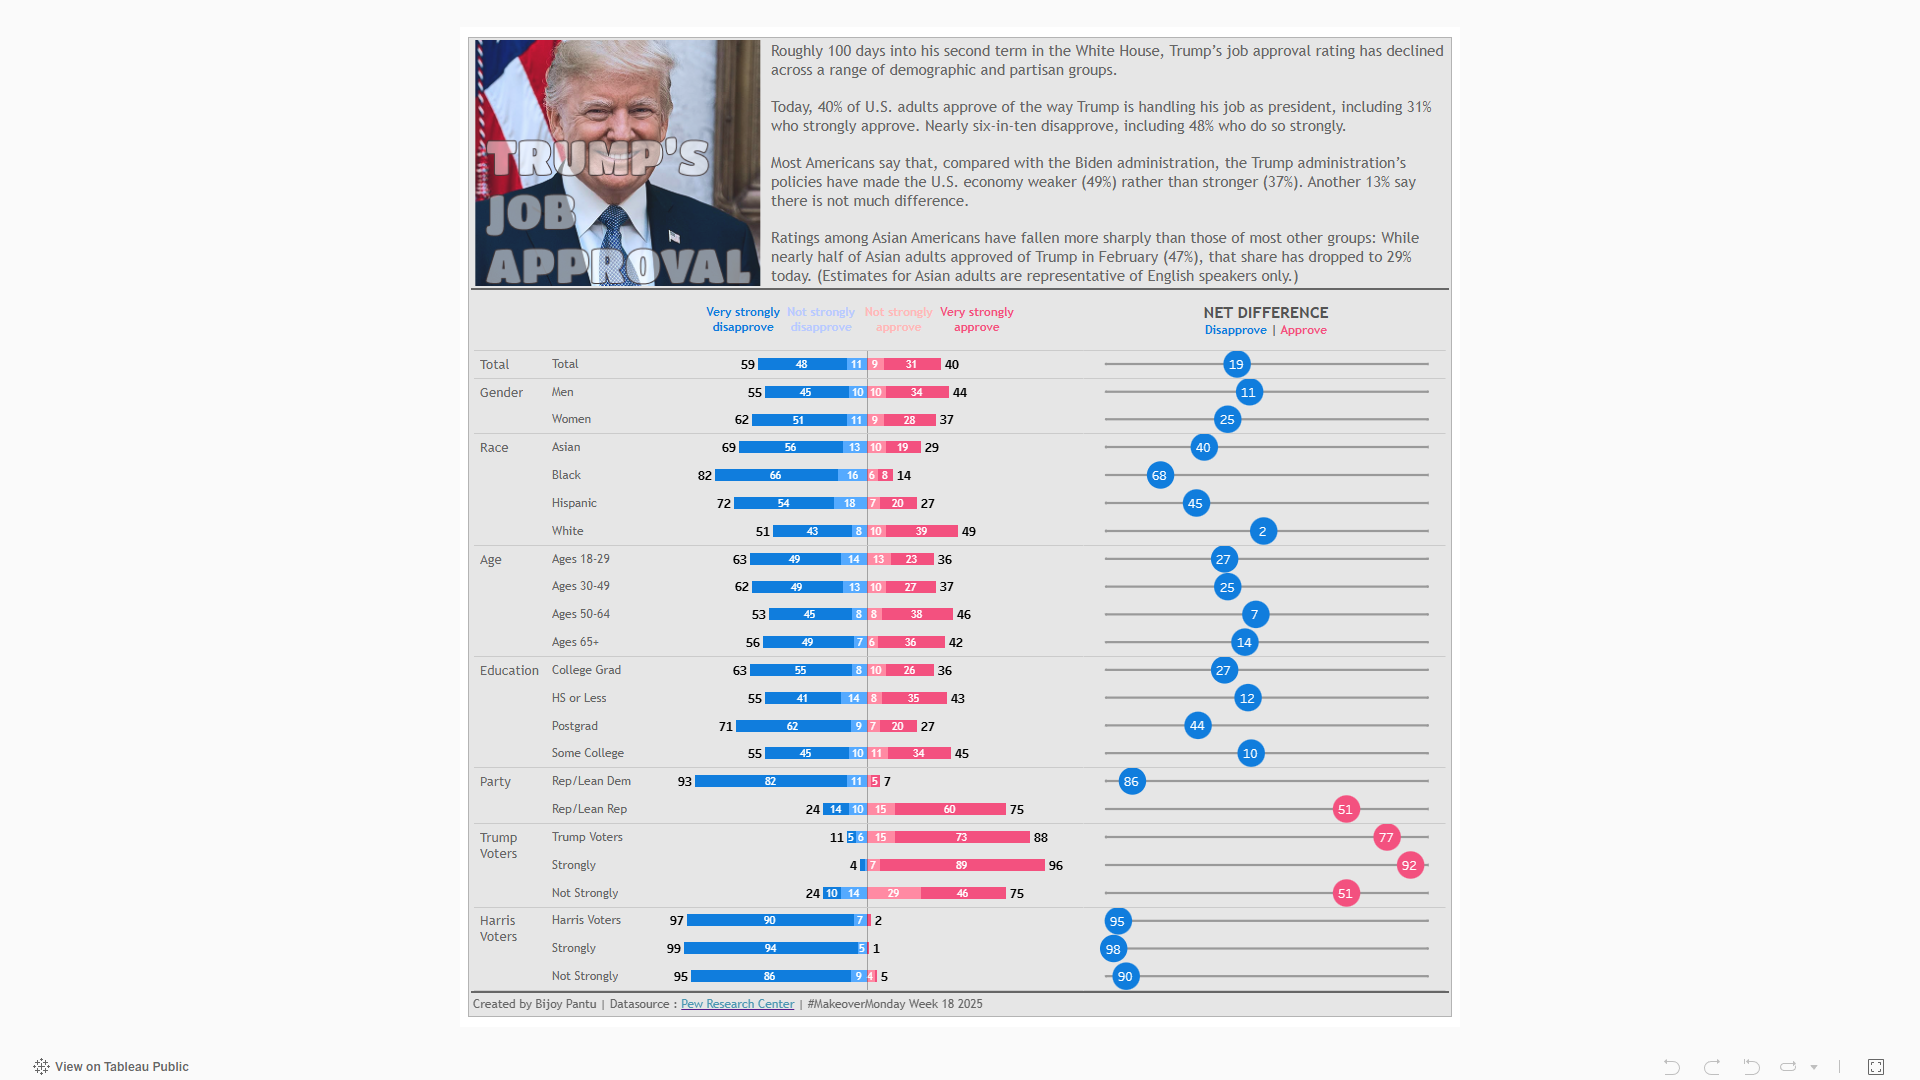 TRUMP'S
JOB
APPROVAL
Roughly 100 days into his second term in the White House, Trump’s job approval rating has declined
across a range of demographic and partisan groups.
Today, 40% of U.S. adults approve of the way Trump is handling his job as president, including 31%
who strongly approve. Nearly six-in-ten disapprove, including 48% who do so strongly.
Most Americans say that, compared with the Biden administration, the Trump administration’s
policies have made the U.S. economy weaker (49%) rather than stronger (37%). Another 13% say
there is not much difference.
Ratings among Asian Americans have fallen more sharply than those of most other groups: While
nearly half of Asian adults approved of Trump in February (47%), that share has dropped to 29%
today. (Estimates for Asian adults are representative of English speakers only.)
Very strongly Not strongly Not strongly Very strongly
disapprove disapprove approve approve
NET DIFFERENCE
Disapprove | Approve
Total Total 59 48 11 9 31 40 19
Gender Men 55 45 10 10 34 44 11
Women 62 51 11 9 28 37 25
Race Asian 69 56 13 10 19 29 40
Black 82 66 16 6 8 14 68
Hispanic 72 54 18 7 20 27 45
White 51 43 8 10 39 49 2
Age Ages 18-29 63 49 14 13 23 36 27
Ages 30-49 62 49 13 10 27 37 25
Ages 50-64 53 45 8 8 38 46 7
Ages 65+ 56 49 7 6 36 42 14
Education College Grad 63 55 8 10 26 36 27
HS or Less 55 41 14 8 35 43 12
Postgrad 71 62 9 7 20 27 44
Some College 55 45 10 11 34 45 10
Party Rep/Lean Dem 93 82 11 5 7 86
Rep/Lean Rep 24 14 10 15 60 75 51
Trump
Voters
Trump Voters 11 5 6 15 73 88 77
Strongly 4 7 89 96 92
Not Strongly 24 10 14 29 46 75 51
Harris
Voters
Harris Voters 97 90 7 2 95
Strongly 99 94 5 1 98
Not Strongly 95 86 9 4 5 90
Created by Bijoy Pantu | Datasource : Pew Research Center | #MakeoverMonday Week 18 2025
View on Tableau Public